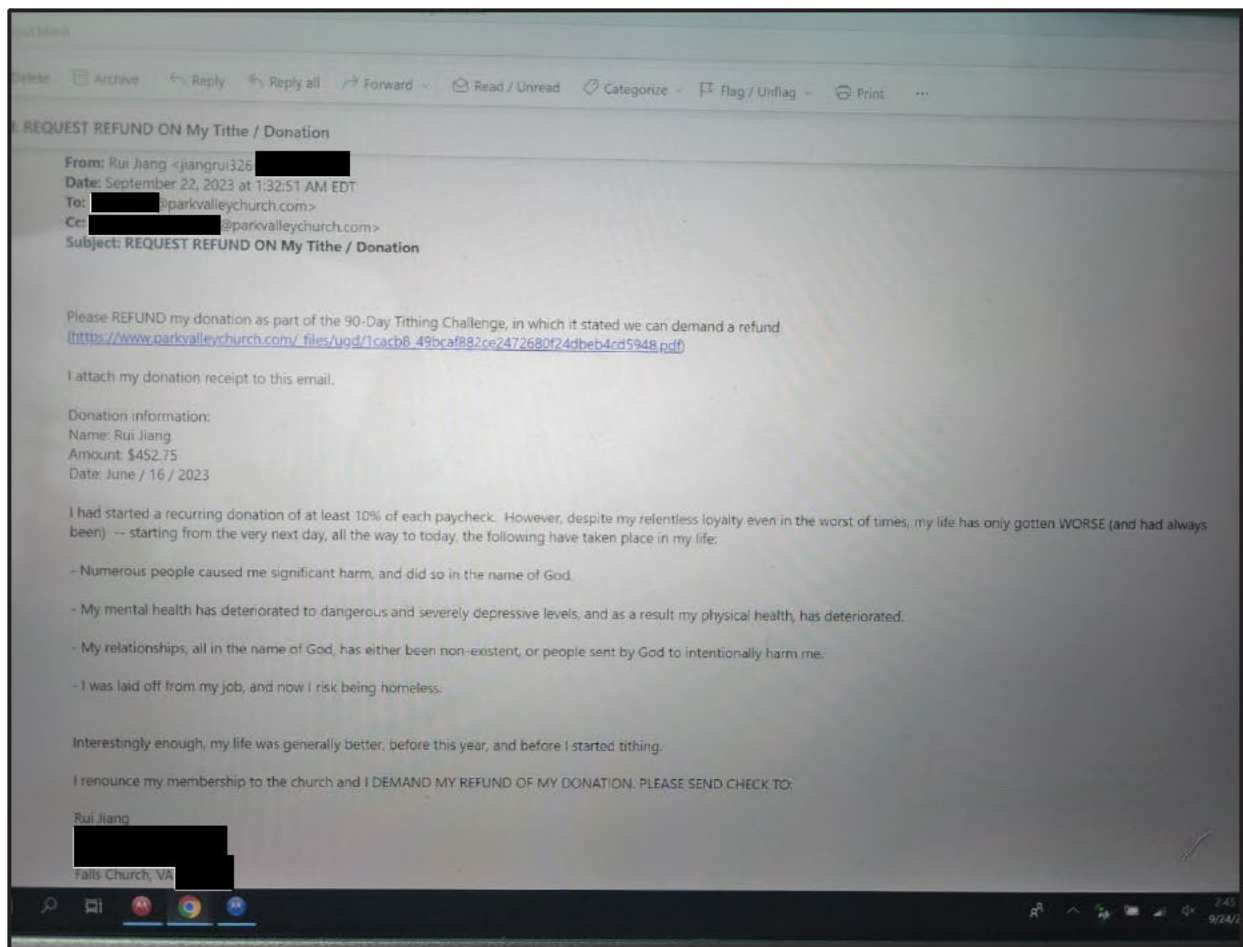 Archive Reply Reply all Forward Read / Unread Categorize Flag / Unflag Print ...
REQUEST REFUND ON My Tithe / Donation
From: Rui Jiang <jiangrui326
Date: September 22, 2023 at 1:32:51 AM EDT
To: @parkvalleychurch.com>
Cc: @parkvalleychurch.com>
Subject: REQUEST REFUND ON My Tithe / Donation
Please REFUND my donation as part of the 90-Day Tithing Challenge, in which it stated we can demand a refund
(https://www.parkvalleychurch.com/_files/ugd/1cacb8_49bcaf882ce2472680f24dbeb4cd5948.pdf)
I attach my donation receipt to this email.
Donation information:
Name: Rui Jiang
Amount: $452.75
Date: June / 16 / 2023
I had started a recurring donation of at least 10% of each paycheck. However, despite my relentless loyalty even in the worst of times, my life has only gotten WORSE (and had always
been) -- starting from the very next day, all the way to today, the following have taken place in my life:
- Numerous people caused me significant harm, and did so in the name of God.
- My mental health has deteriorated to dangerous and severely depressive levels, and as a result my physical health, has deteriorated.
- My relationships, all in the name of God, has either been non-existent, or people sent by God to intentionally harm me.
- I was laid off from my job, and now I risk being homeless.
Interestingly enough, my life was generally better, before this year, and before I started tithing.
I renounce my membership to the church and I DEMAND MY REFUND OF MY DONATION. PLEASE SEND CHECK TO:
Rui Jiang
Falls Church, VA
2:45
9/24/2